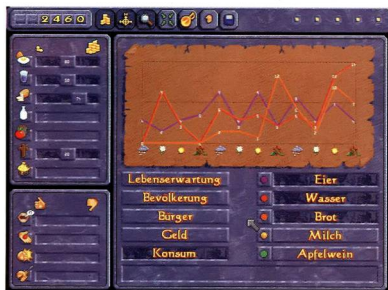 2460
Lebenserwartung
Eier
Bevölkerung
Wasser
Bürger
Brot
Geld
Milch
Konsum
Apfelwein